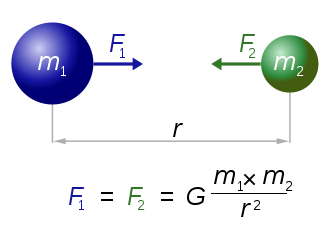 F₁ F₂
m₁ m₂
r
F₁ = F₂ = G m₁ × m₂ / r²